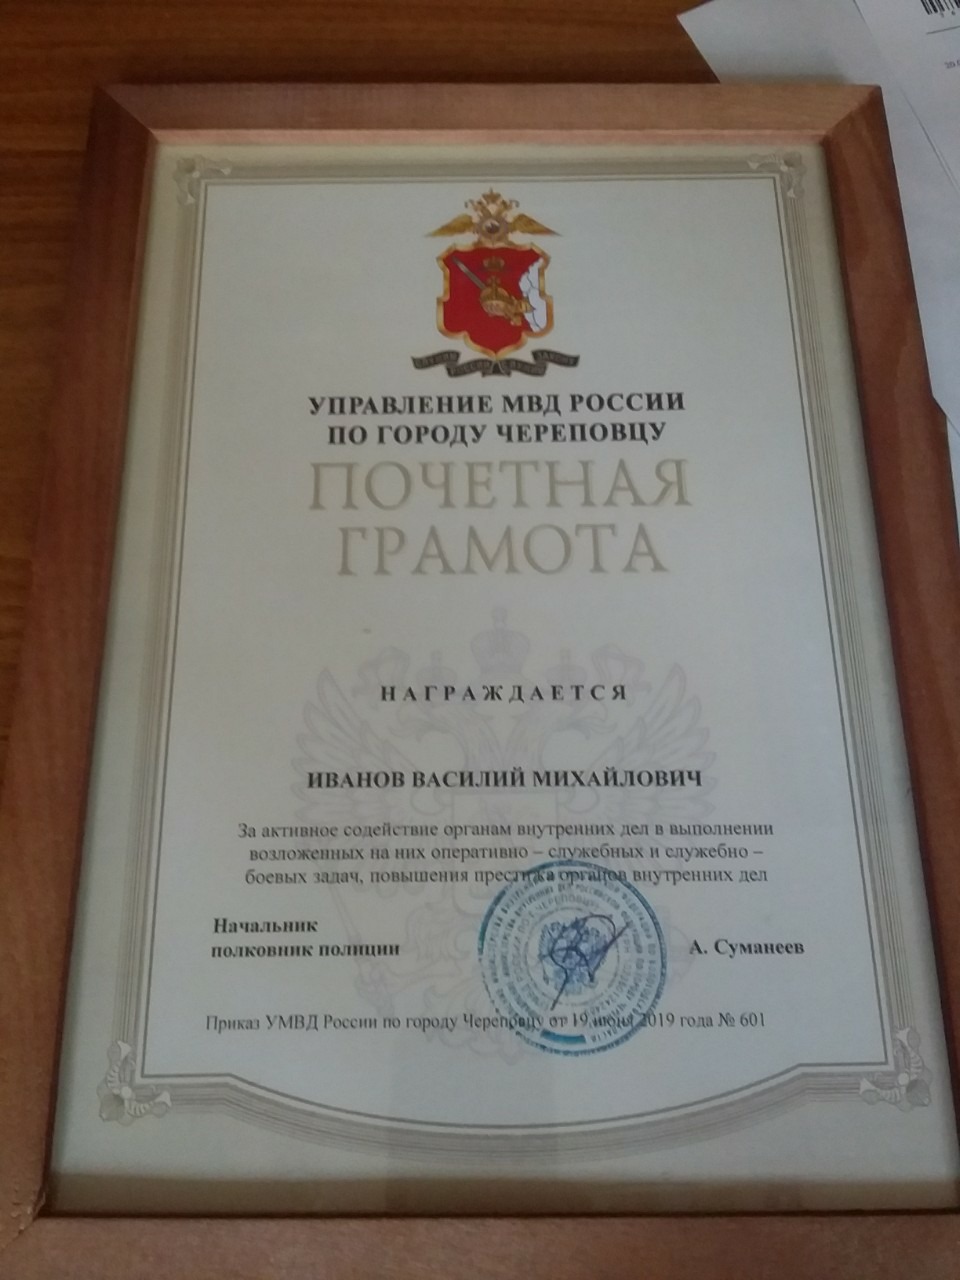 УПРАВЛЕНИЕ МВД РОССИИ
ПО ГОРОДУ ЧЕРЕПОВЦУ
ПОЧЕТНАЯ
ГРАМОТА
НАГРАЖДАЕТСЯ
ИВАНОВ ВАСИЛИЙ МИХАЙЛОВИЧ
За активное содействие органам внутренних дел в выполнении
возложенных на них оперативно – служебных и служебно –
боевых задач, повышения престижа органов внутренних дел
Начальник
полковник полиции
А. Суманеев
Приказ УМВД России по городу Череповцу от 19 июня 2019 года № 601